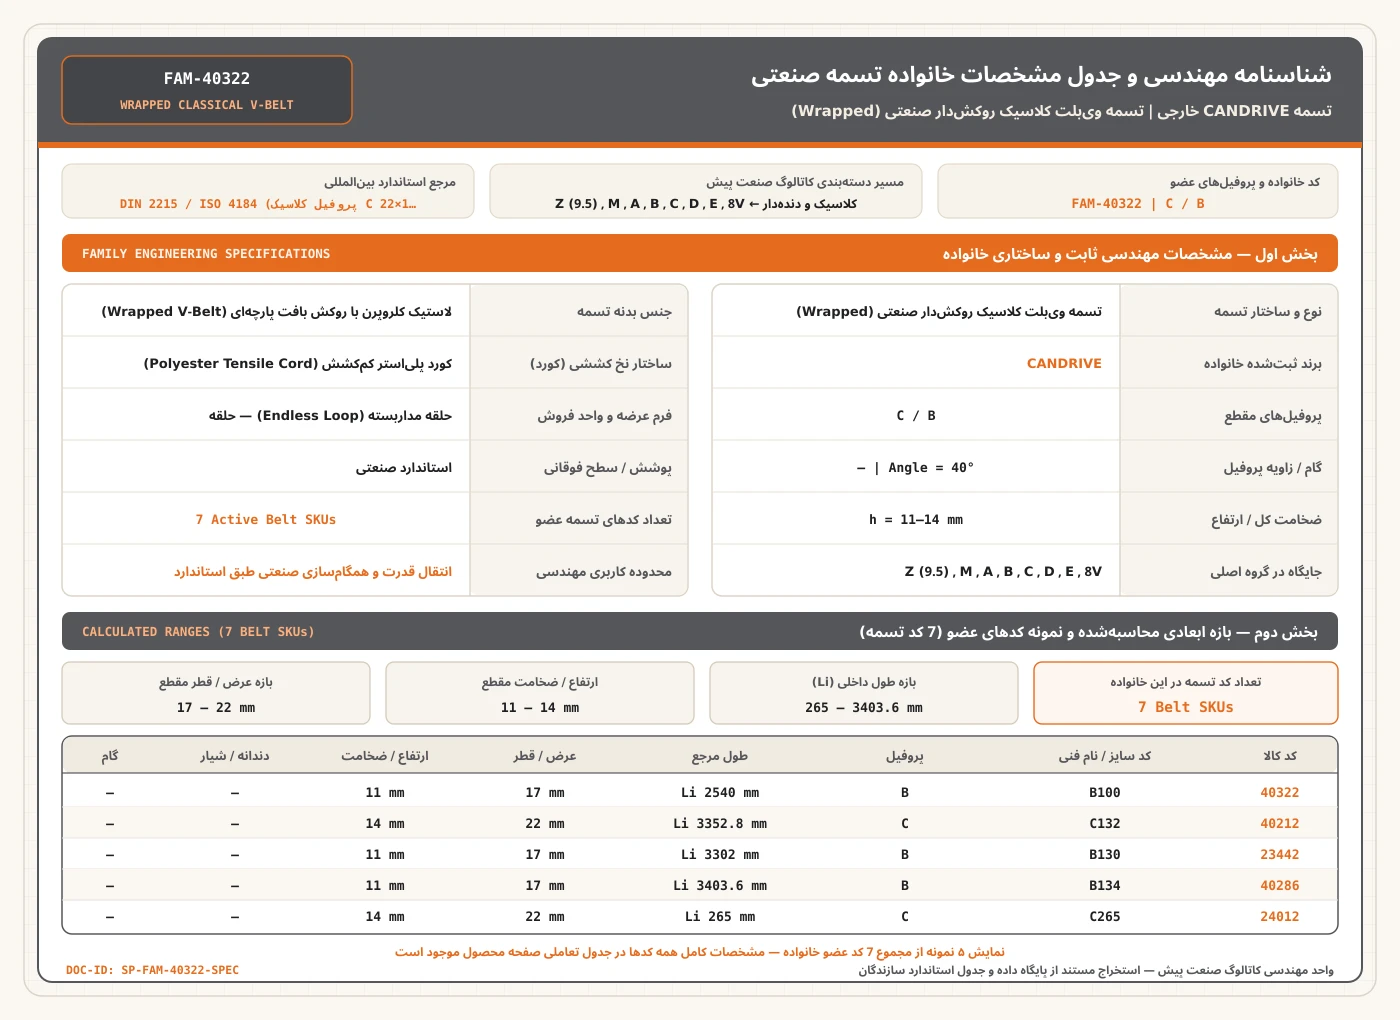 شناسنامه مهندسی و جدول مشخصات خانواده تسمه صنعتی
تسمه CANDRIVE خارجی | تسمه وی‌بلت کلاسیک روکش‌دار صنعتی (Wrapped)
FAM-40322
WRAPPED CLASSICAL V-BELT
کد خانواده و پروفیل‌های عضو
FAM-40322 | C / B
مسیر دسته‌بندی کاتالوگ صنعت پیش
کلاسیک و دنده‌دار ← Z (9.5) , M , A , B , C , D , E , 8V
مرجع استاندارد بین‌المللی
DIN 2215 / ISO 4184 (پروفیل کلاسیک C 22×1…
بخش اول — مشخصات مهندسی ثابت و ساختاری خانواده
FAMILY ENGINEERING SPECIFICATIONS
نوع و ساختار تسمه
تسمه وی‌بلت کلاسیک روکش‌دار صنعتی (Wrapped)
برند ثبت‌شده خانواده
CANDRIVE
پروفیل‌های مقطع
C / B
گام / زاویه پروفیل
— | Angle = 40°
ضخامت کل / ارتفاع
h = 11–14 mm
جایگاه در گروه اصلی
Z (9.5) , M , A , B , C , D , E , 8V
جنس بدنه تسمه
لاستیک کلروپرن با روکش بافت پارچه‌ای (Wrapped V-Belt)
ساختار نخ کششی (کورد)
کورد پلی‌استر کم‌کشش (Polyester Tensile Cord)
فرم عرضه و واحد فروش
حلقه مداربسته (Endless Loop) — حلقه
پوشش / سطح فوقانی
استاندارد صنعتی
تعداد کدهای تسمه عضو
7 Active Belt SKUs
محدوده کاربری مهندسی
انتقال قدرت و همگام‌سازی صنعتی طبق استاندارد
بخش دوم — بازه ابعادی محاسبه‌شده و نمونه کدهای عضو (7 کد تسمه)
CALCULATED RANGES (7 BELT SKUs)
تعداد کد تسمه در این خانواده
7 Belt SKUs
بازه طول داخلی (Li)
265 – 3403.6 mm
ارتفاع / ضخامت مقطع
11 – 14 mm
بازه عرض / قطر مقطع
17 – 22 mm
کد کالا	کد سایز / نام فنی	پروفیل	طول مرجع	عرض / قطر	ارتفاع / ضخامت	دندانه / شیار	گام
40322	B100	B	Li 2540 mm	17 mm	11 mm	—	—
40212	C132	C	Li 3352.8 mm	22 mm	14 mm	—	—
23442	B130	B	Li 3302 mm	17 mm	11 mm	—	—
40286	B134	B	Li 3403.6 mm	17 mm	11 mm	—	—
24012	C265	C	Li 265 mm	22 mm	14 mm	—	—
نمایش ۵ نمونه از مجموع 7 کد عضو خانواده — مشخصات کامل همه کدها در جدول تعاملی صفحه محصول موجود است
واحد مهندسی کاتالوگ صنعت پیش — استخراج مستند از پایگاه داده و جدول استاندارد سازندگان
DOC-ID: SP-FAM-40322-SPEC